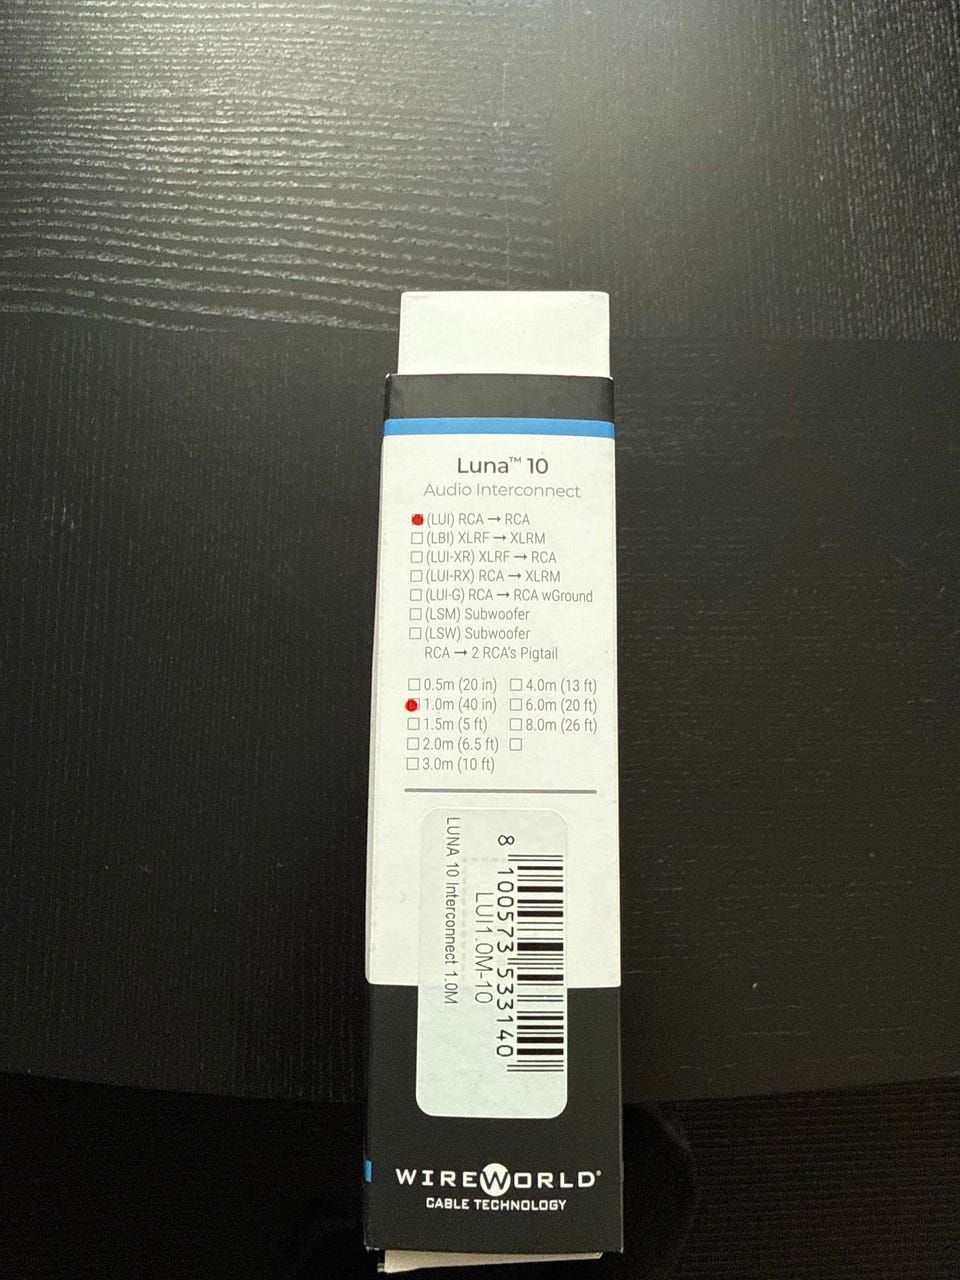 Luna™ 10
Audio Interconnect
(LUI) RCA → RCA
(LBI) XLRF → XLRM
(LUI-XR) XLRF → RCA
(LUI-RX) RCA → XLRM
(LUI-G) RCA → RCA wGround
(LSM) Subwoofer
(LSW) Subwoofer
RCA → 2 RCA's Pigtail
0.5m (20 in) 4.0m (13 ft)
1.0m (40 in) 6.0m (20 ft)
1.5m (5 ft) 8.0m (26 ft)
2.0m (6.5 ft)
3.0m (10 ft)
8 100573 533140
LUI1.0M-10
LUNA 10 Interconnect 1.0M
WIREWORLD®
CABLE TECHNOLOGY